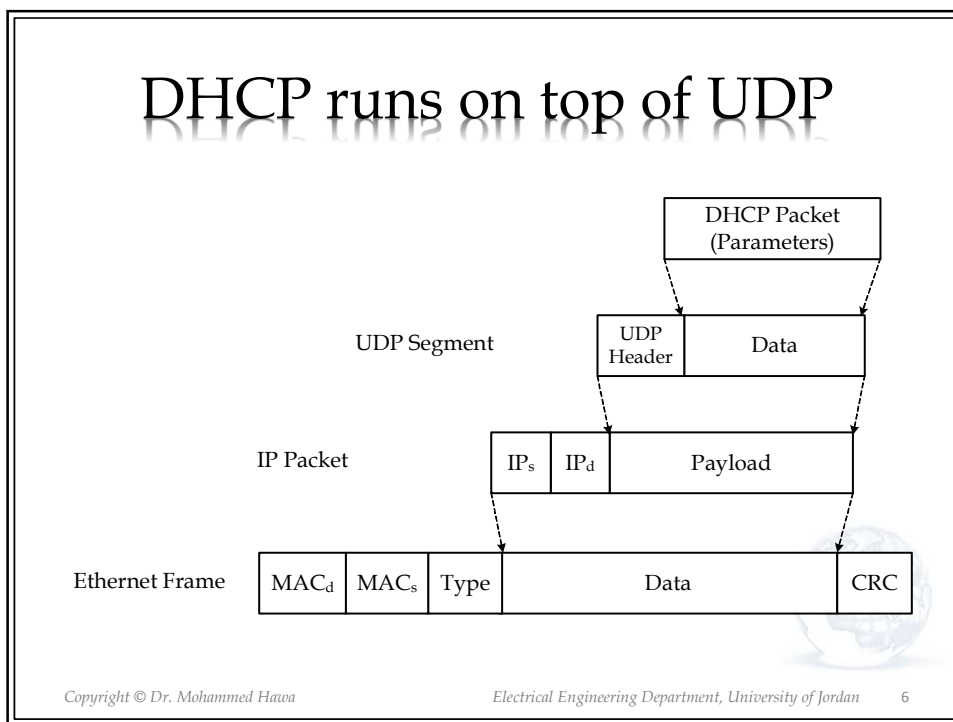 DHCP runs on top of UDP
DHCP Packet
(Parameters)
UDP Segment
UDP
Header
Data
IP Packet
IPs
IPd
Payload
Ethernet Frame
MACd
MACs
Type
Data
CRC
Copyright © Dr. Mohammed Hawa
Electrical Engineering Department, University of Jordan
6